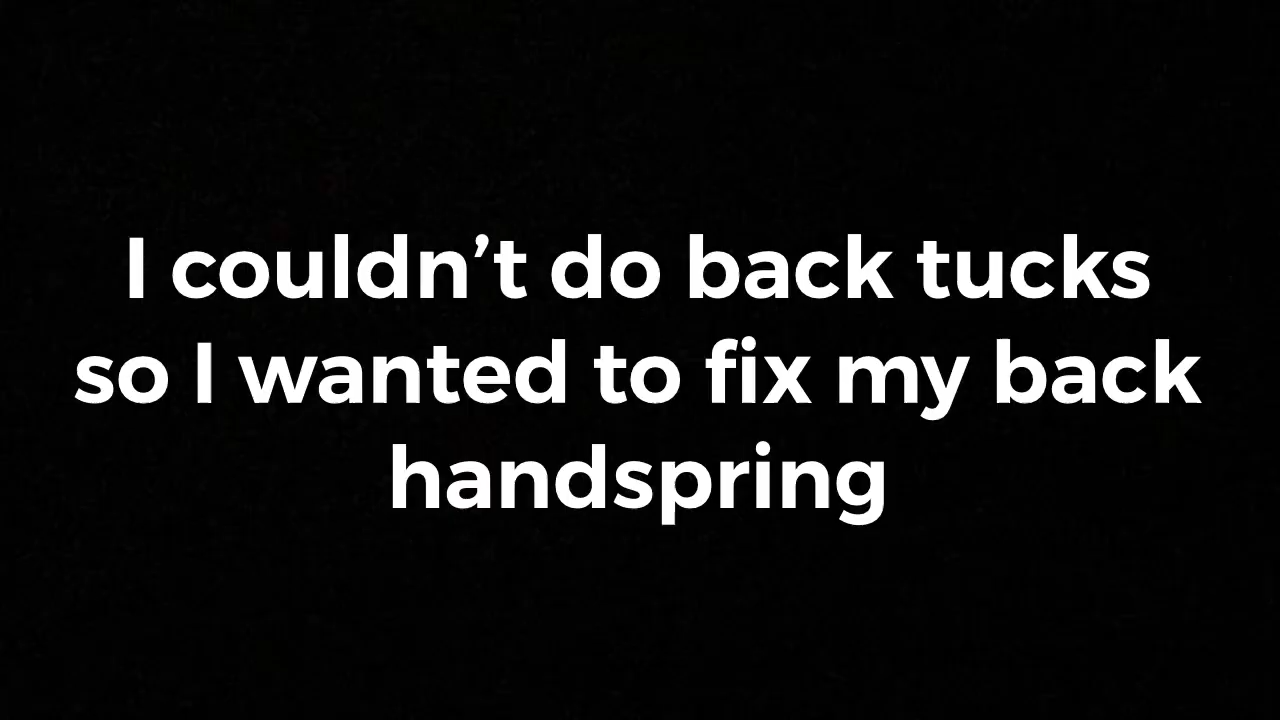 I couldn’t do back tucks
so I wanted to fix my back
handspring